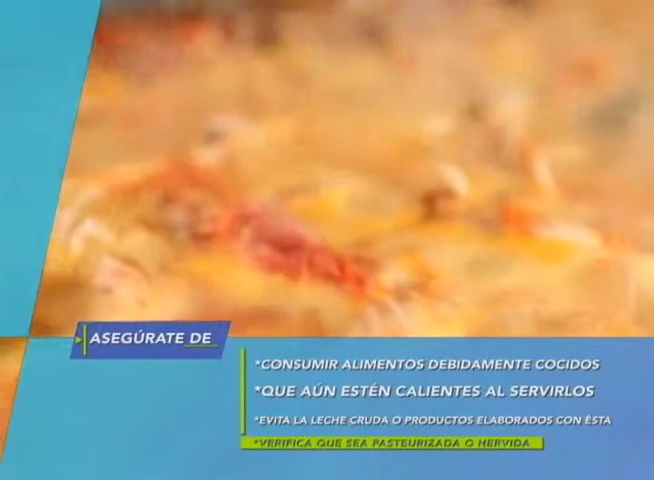 ASEGÚRATE DE
*CONSUMIR ALIMENTOS DEBIDAMENTE COCIDOS
*QUE AÚN ESTÉN CALIENTES AL SERVIRLOS
*EVITA LA LECHE CRUDA O PRODUCTOS ELABORADOS CON ÉSTA
*VERIFICA QUE SEA PASTEURIZADA O HERVIDA